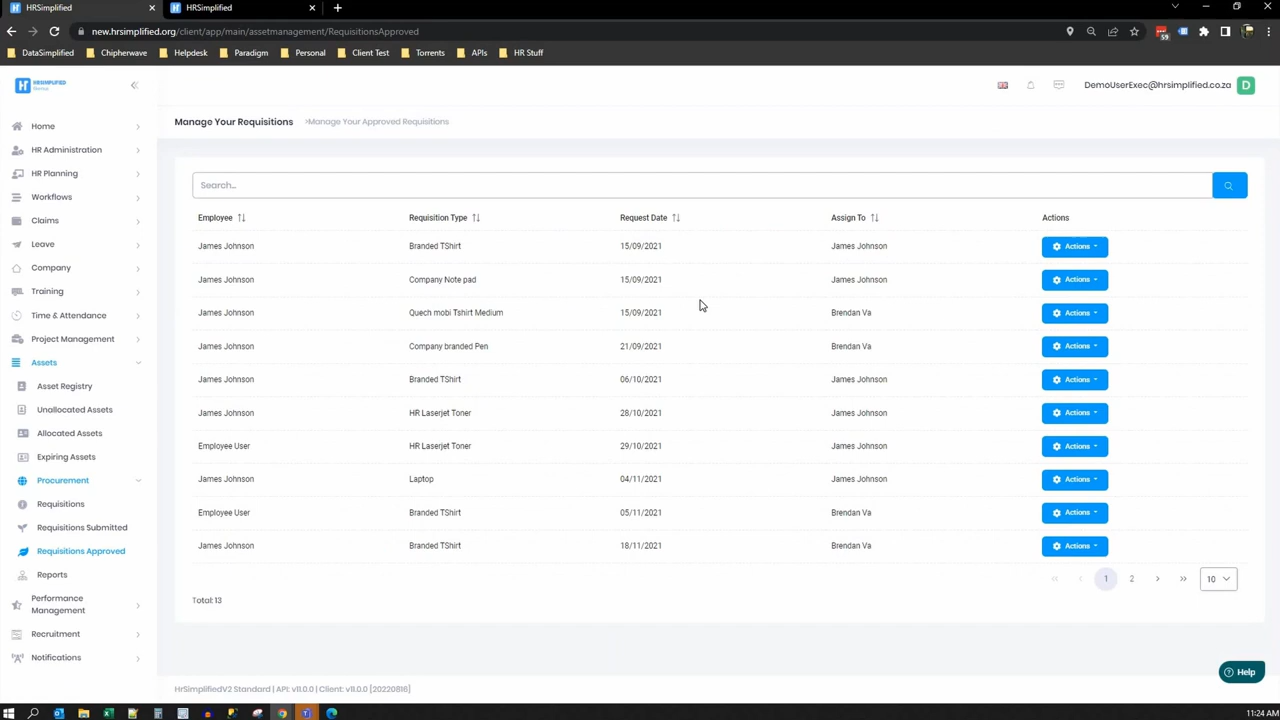 HRSimplified
HRSimplified
new.hrsimplified.org/client/app/main/assetmanagement/RequisitionsApproved
59
DataSimplified Chipherwave Helpdesk Paradigm Personal Client Test Torrents APIs HR Stuff
HRSIMPLIFIED
DemoUserExec@hrsimplified.co.za D
Manage Your Requisitions >Manage Your Approved Requisitions
Home
HR Administration
HR Planning
Workflows
Claims
Leave
Company
Training
Time & Attendance
Project Management
Assets
Asset Registry
Unallocated Assets
Allocated Assets
Expiring Assets
Procurement
Requisitions
Requisitions Submitted
Requisitions Approved
Reports
Performance
Management
Recruitment
Notifications
Search...
Employee Requisition Type Request Date Assign To Actions
James Johnson Branded TShirt 15/09/2021 James Johnson Actions
James Johnson Company Note pad 15/09/2021 James Johnson Actions
James Johnson Quech mobi Tshirt Medium 15/09/2021 Brendan Va Actions
James Johnson Company branded Pen 21/09/2021 Brendan Va Actions
James Johnson Branded TShirt 06/10/2021 James Johnson Actions
James Johnson HR Laserjet Toner 28/10/2021 James Johnson Actions
Employee User HR Laserjet Toner 29/10/2021 James Johnson Actions
James Johnson Laptop 04/11/2021 James Johnson Actions
Employee User Branded TShirt 05/11/2021 Brendan Va Actions
James Johnson Branded TShirt 18/11/2021 Brendan Va Actions
1 2 10
Total: 13
Help
HrSimplifiedV2 Standard | API: v11.0.0 | Client: v11.0.0 [20220816]
11:24 AM